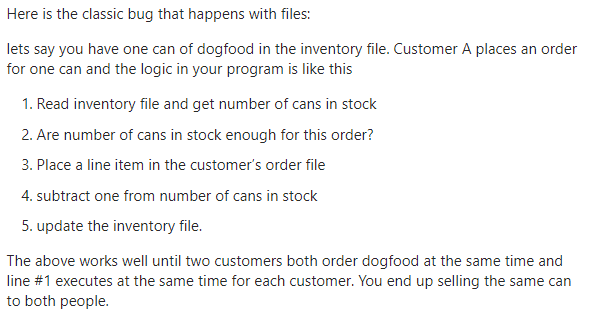 Here is the classic bug that happens with files:
lets say you have one can of dogfood in the inventory file. Customer A places an order
for one can and the logic in your program is like this
1. Read inventory file and get number of cans in stock
2. Are number of cans in stock enough for this order?
3. Place a line item in the customer’s order file
4. subtract one from number of cans in stock
5. update the inventory file.
The above works well until two customers both order dogfood at the same time and
line #1 executes at the same time for each customer. You end up selling the same can
to both people.